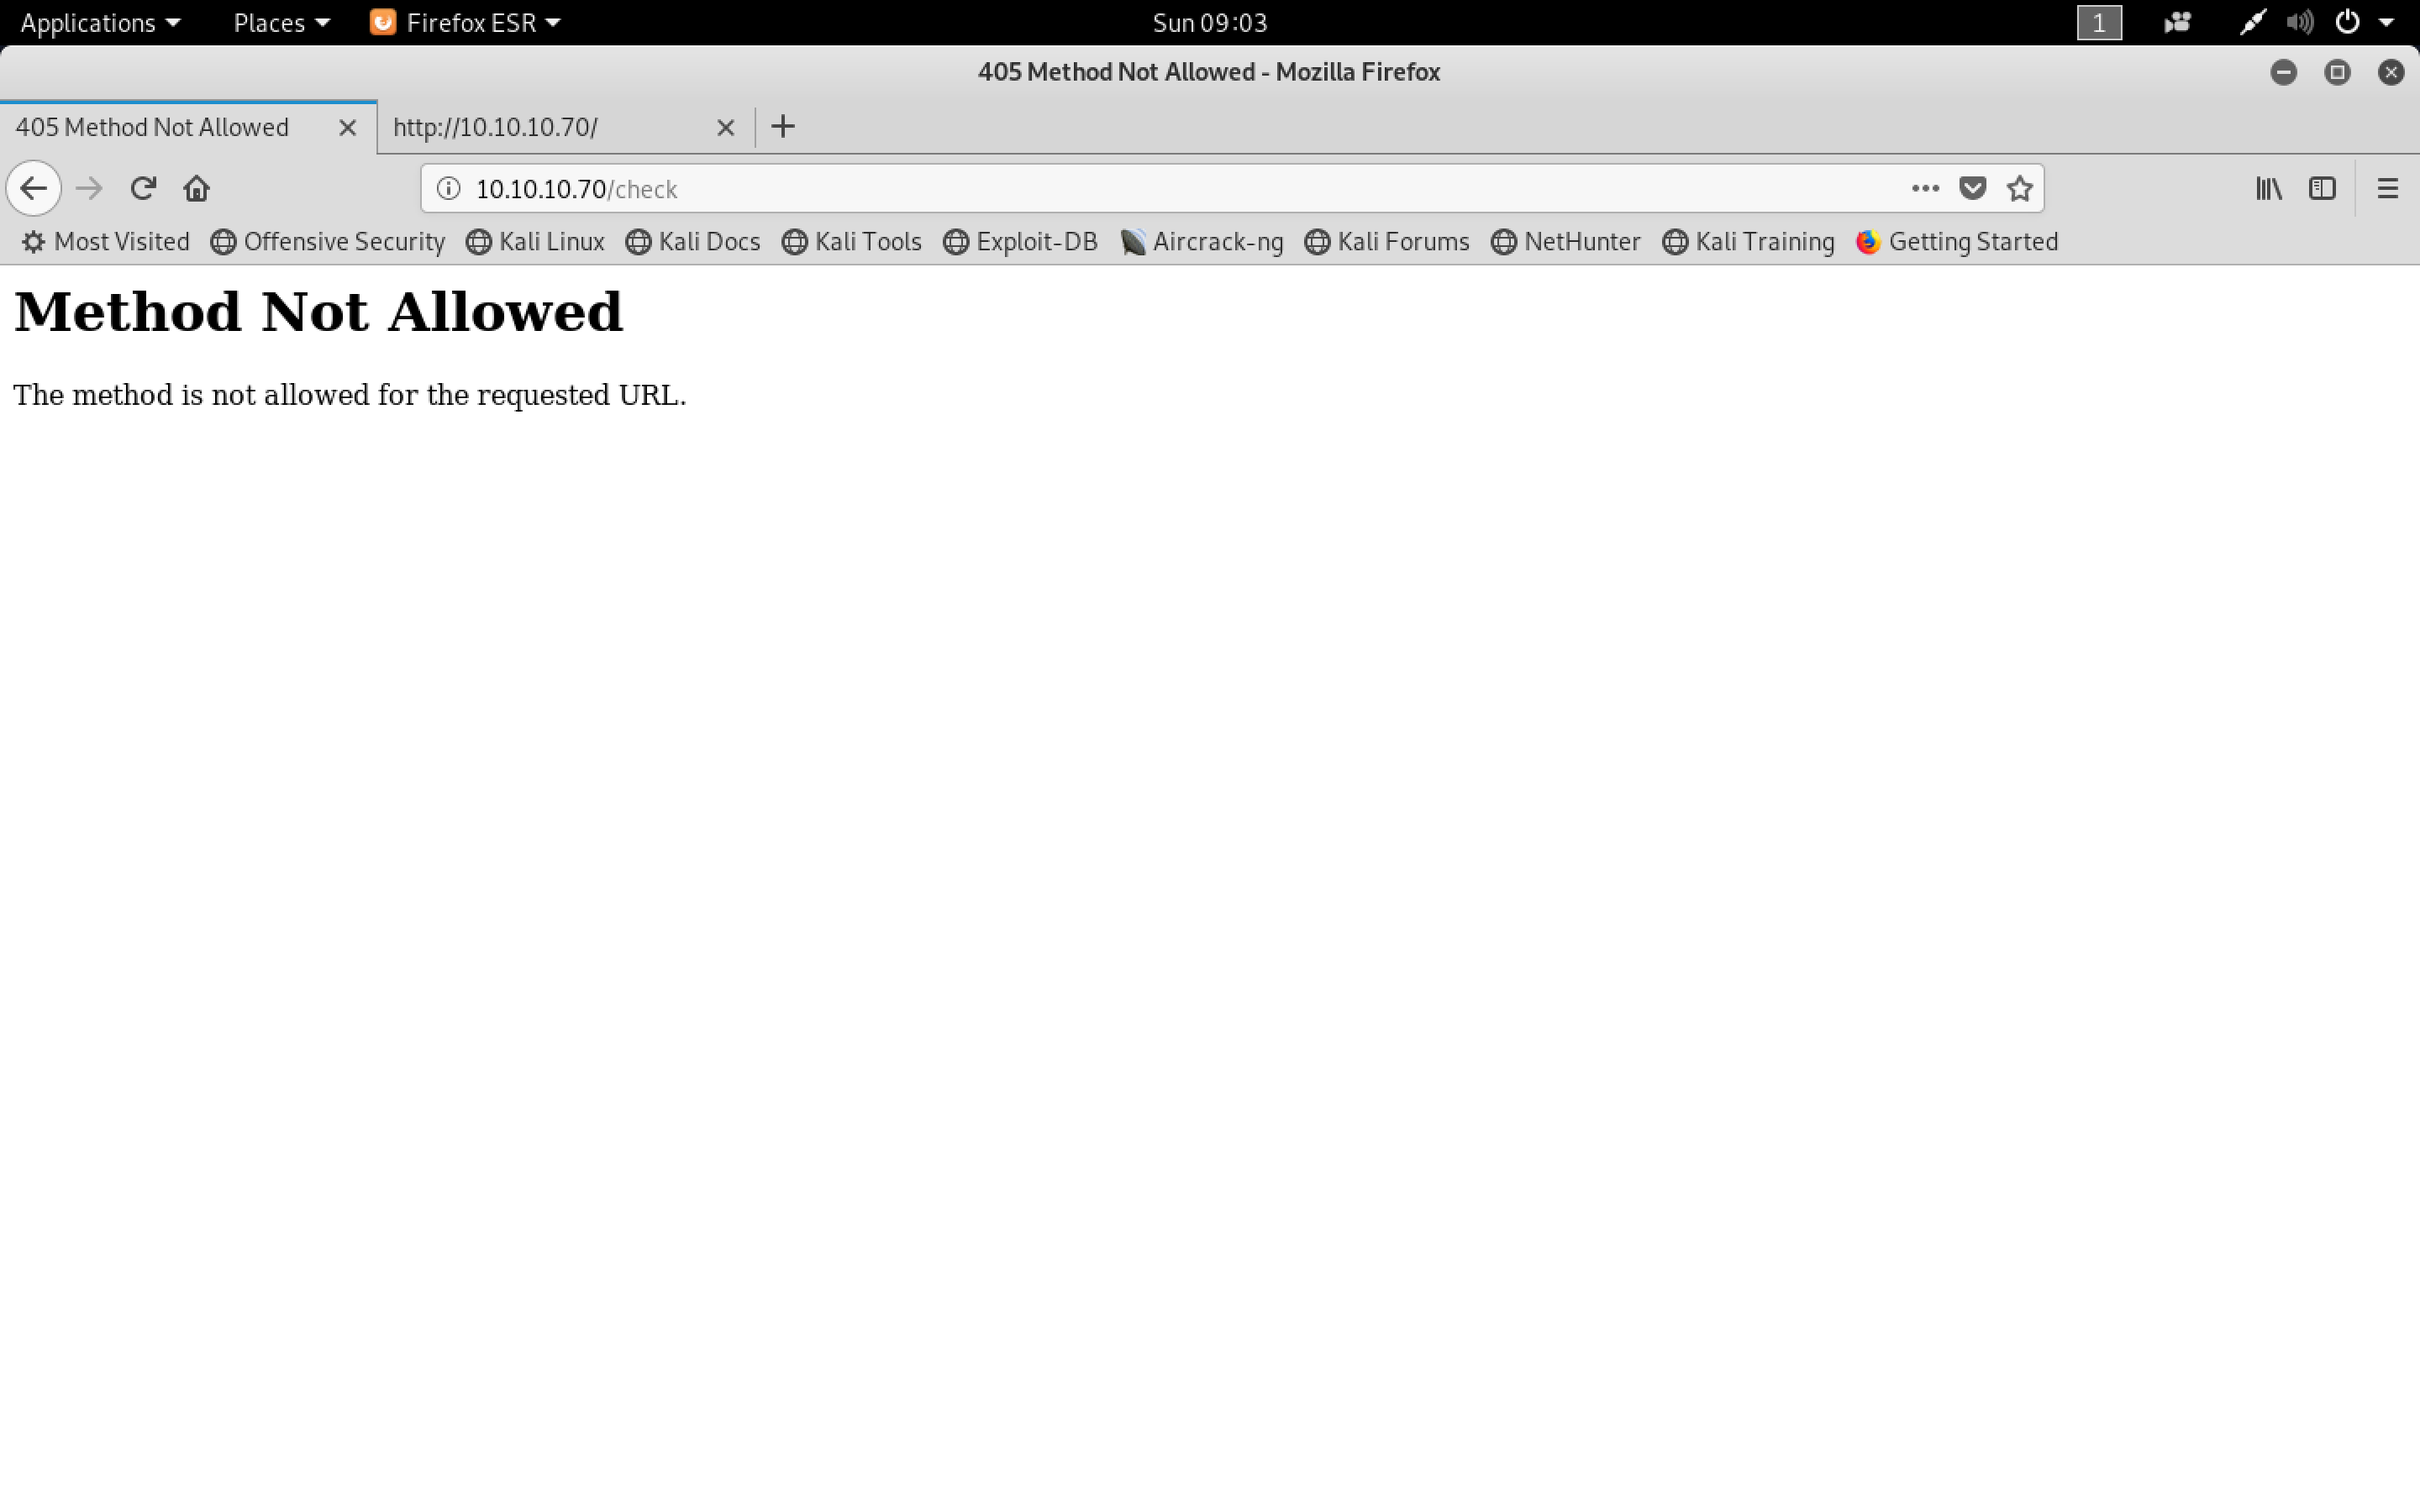 Applications Places Firefox ESR Sun 09:03 1
405 Method Not Allowed - Mozilla Firefox
405 Method Not Allowed http://10.10.10.70/
10.10.10.70/check
Most Visited Offensive Security Kali Linux Kali Docs Kali Tools Exploit-DB Aircrack-ng Kali Forums NetHunter Kali Training Getting Started
Method Not Allowed
The method is not allowed for the requested URL.